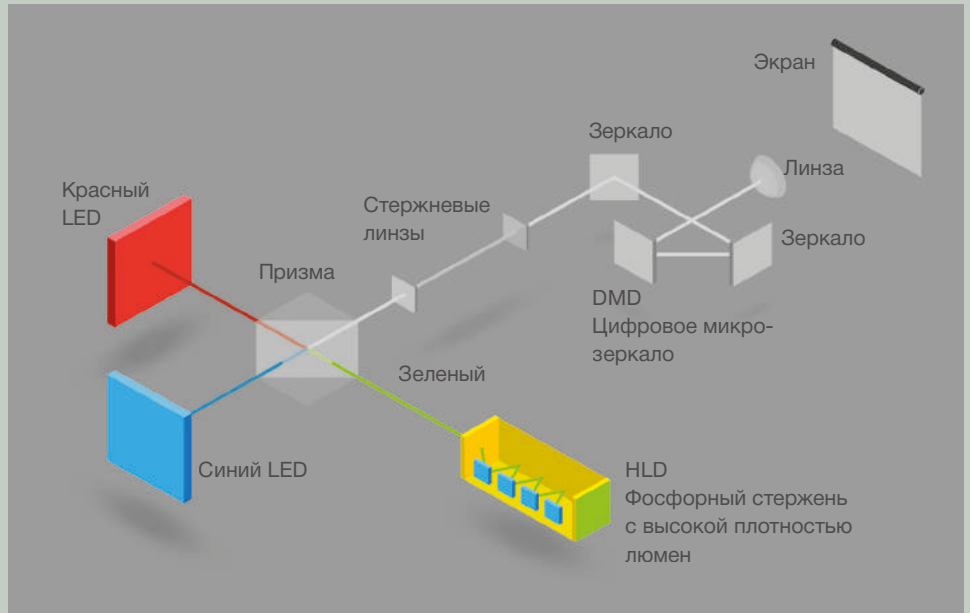 Экран
Зеркало
Линза
Красный
LED
Стержневые
линзы
Зеркало
Призма
DMD
Цифровое микро-
зеркало
Зеленый
Синий LED
HLD
Фосфорный стержень
с высокой плотностью
люмен